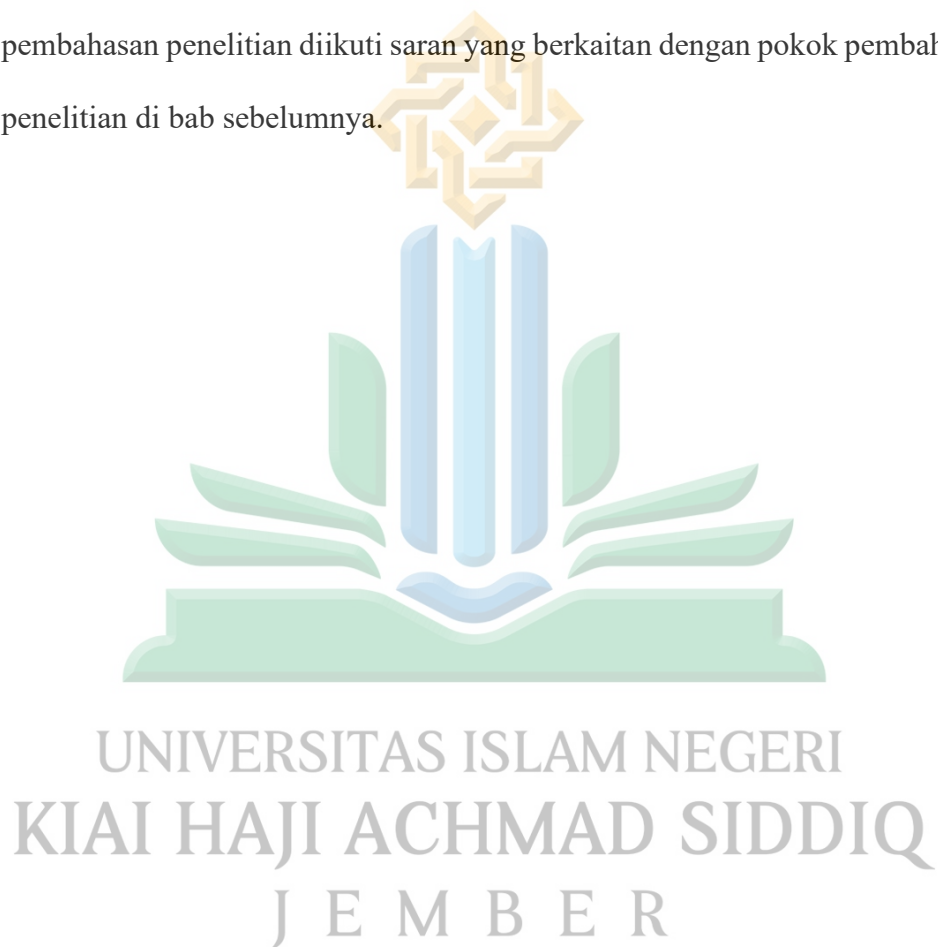 pembahasan penelitian diikuti saran yang berkaitan dengan pokok
penelitian di bab sebelumnya.
UNIVERSITAS ISLAM NEGERI
KIAI HAJI ACHMAD SIDDIQ
JEMBER